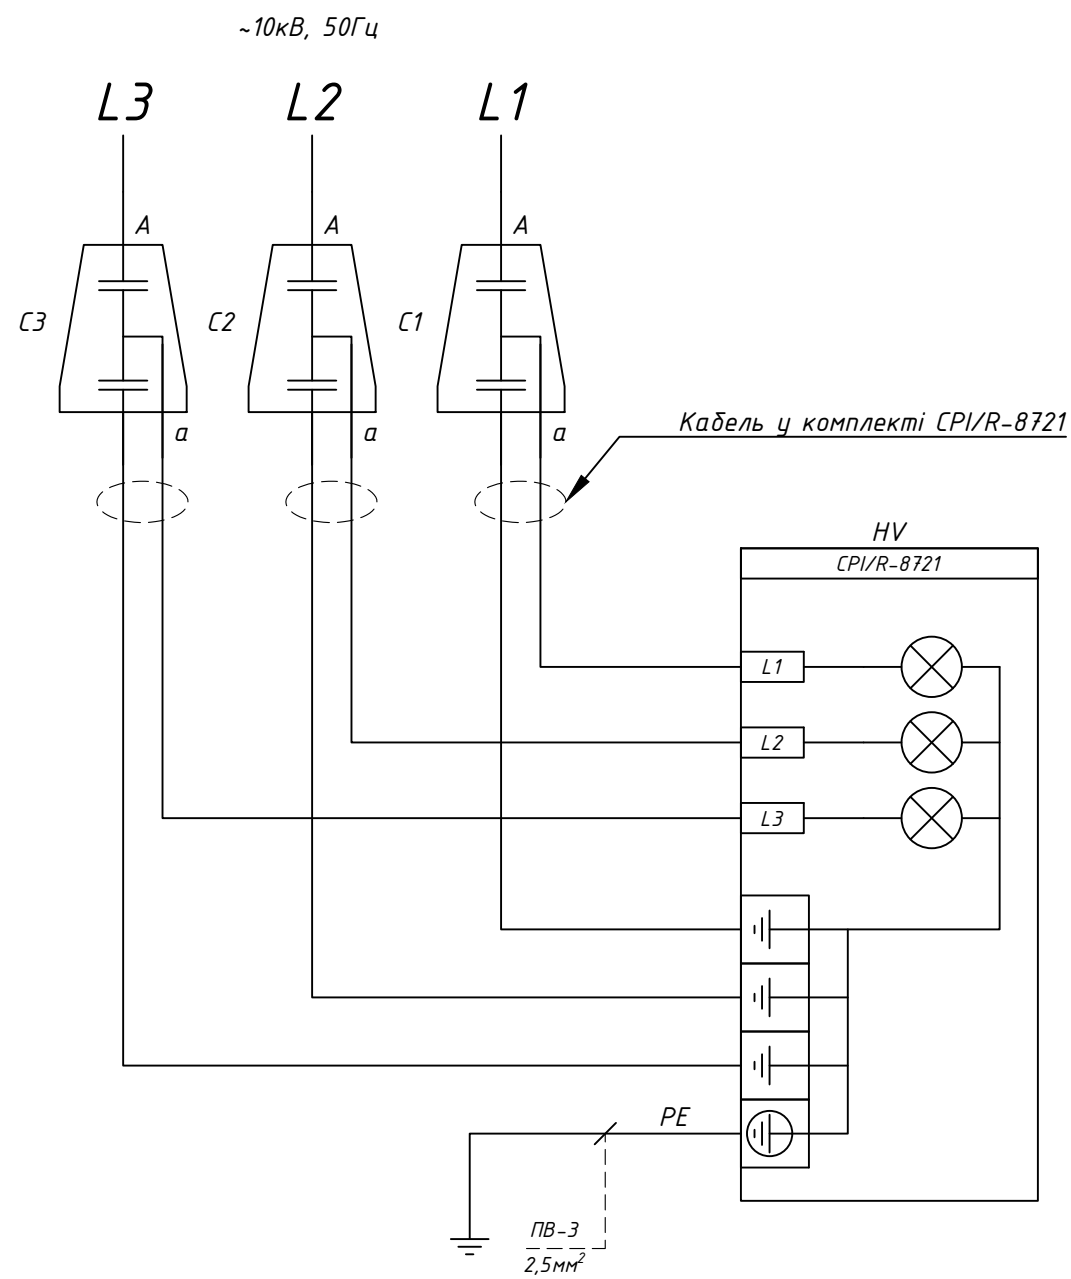 ~10кВ, 50Гц
L3 L2 L1
A A A
C3 C2 C1
a a a
Кабель у комплекті CPI/R-8721
HV
CPI/R-8721
L1
L2
L3
PE
ПВ-3
2,5мм²